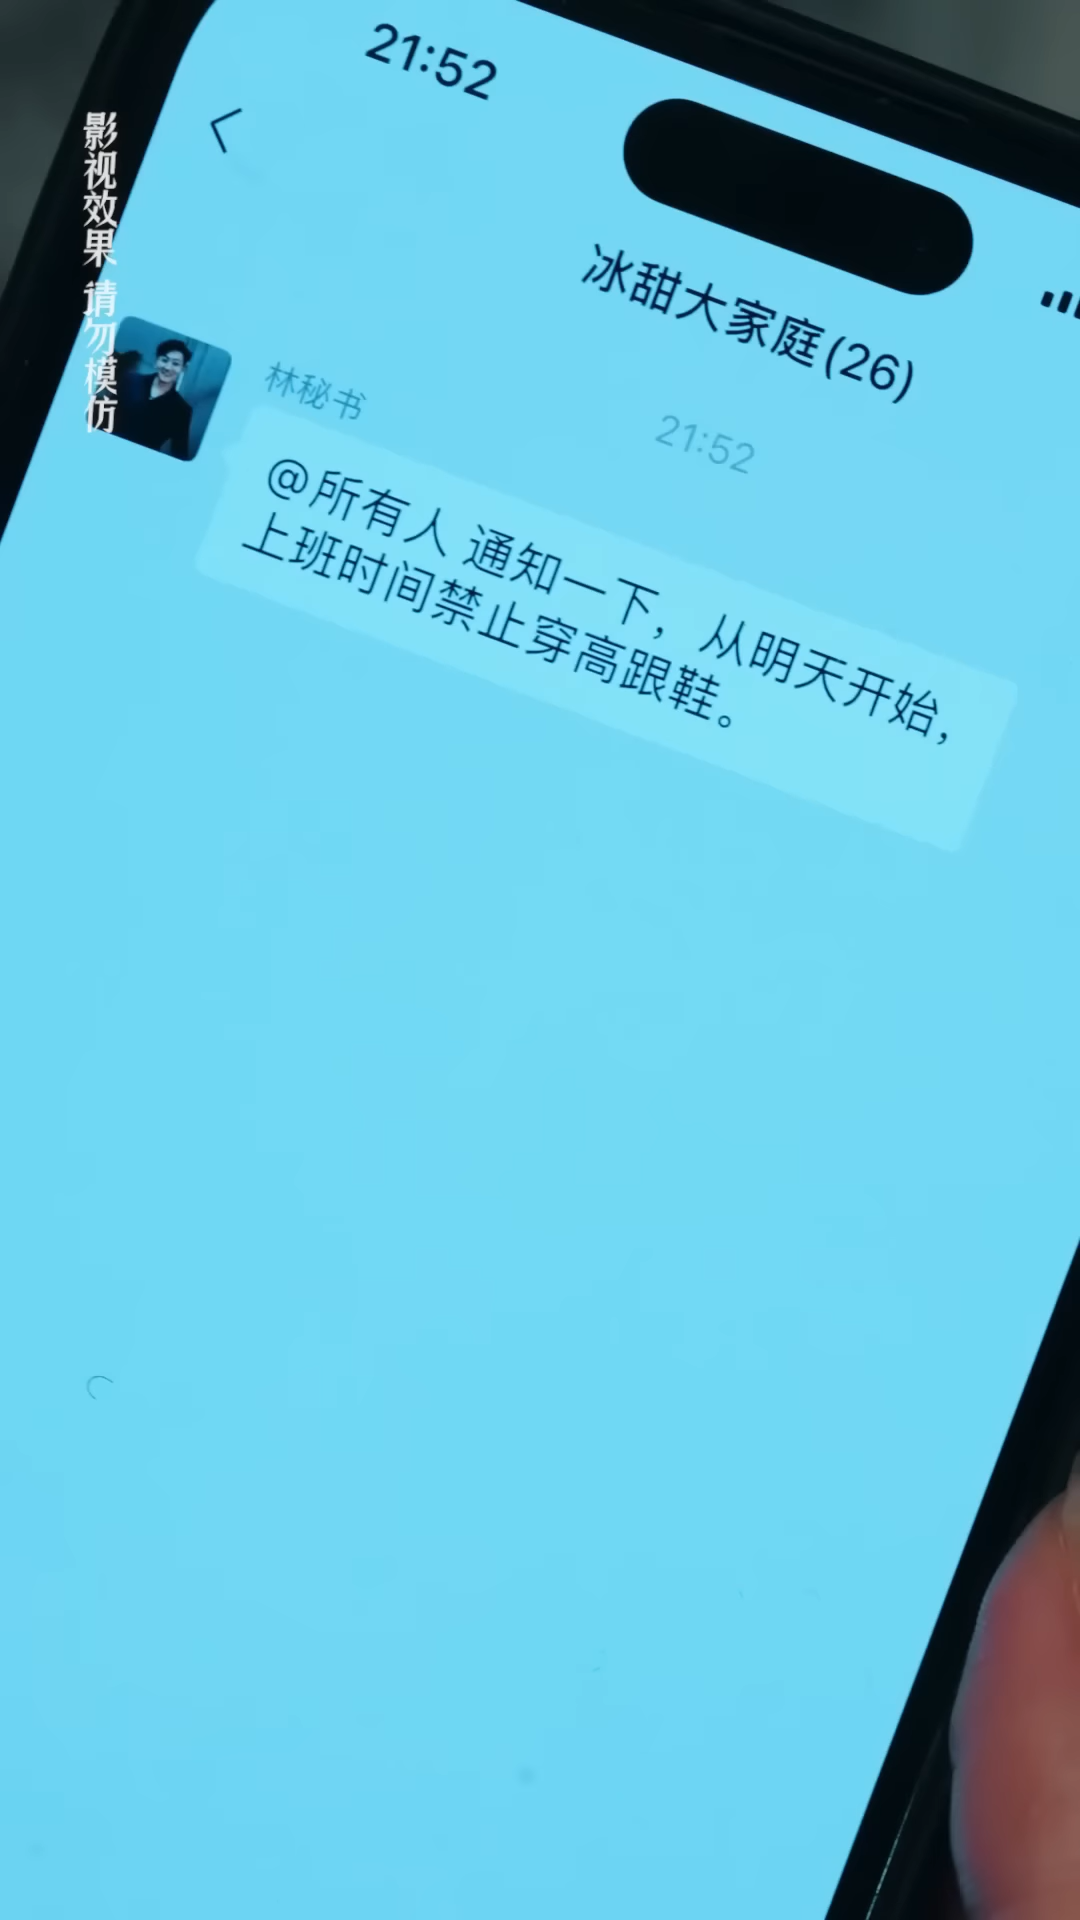 21:52
影视效果 请勿模仿
冰甜大家庭(26)
21:52
林秘书
@所有人 通知一下，从明天开始，
上班时间禁止穿高跟鞋。